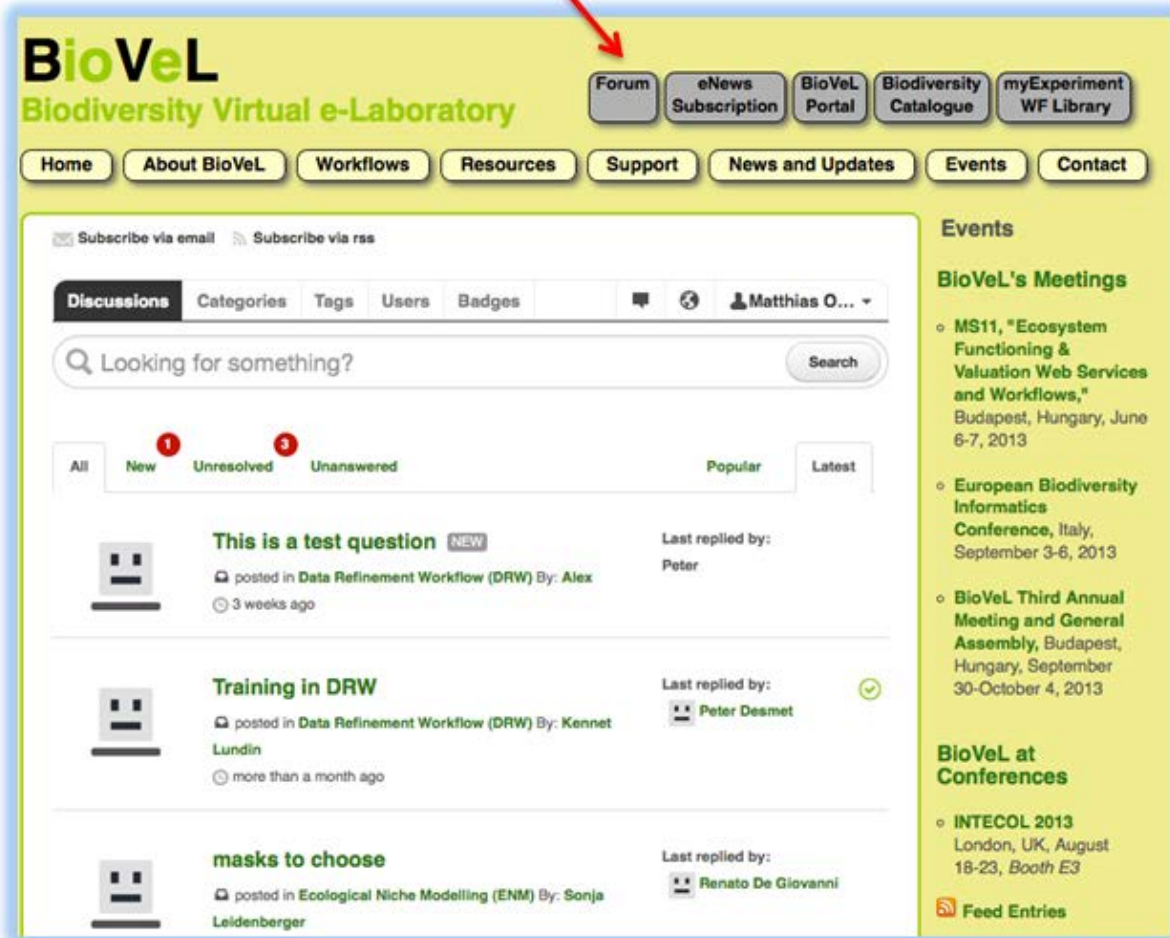 BioVeL
Biodiversity Virtual e-Laboratory
Forum
eNews
Subscription
BioVeL
Portal
Biodiversity
Catalogue
myExperiment
WF Library
Home
About BioVeL
Workflows
Resources
Support
News and Updates
Events
Contact
Subscribe via email
Subscribe via rss
Discussions
Categories
Tags
Users
Badges
Matthias O...
Looking for something?
Search
All
New
1
Unresolved
3
Unanswered
Popular
Latest
This is a test question NEW
posted in Data Refinement Workflow (DRW) By: Alex
3 weeks ago
Last replied by:
Peter
Training in DRW
posted in Data Refinement Workflow (DRW) By: Kennet
Lundin
more than a month ago
Last replied by:
Peter Desmet
masks to choose
posted in Ecological Niche Modelling (ENM) By: Sonja
Leidenberger
Last replied by:
Renato De Giovanni
Events
BioVeL's Meetings
MS11, "Ecosystem
Functioning &
Valuation Web Services
and Workflows,"
Budapest, Hungary, June
6-7, 2013
European Biodiversity
Informatics
Conference, Italy,
September 3-6, 2013
BioVeL Third Annual
Meeting and General
Assembly, Budapest,
Hungary, September
30-October 4, 2013
BioVeL at
Conferences
INTECOL 2013
London, UK, August
18-23, Booth E3
Feed Entries